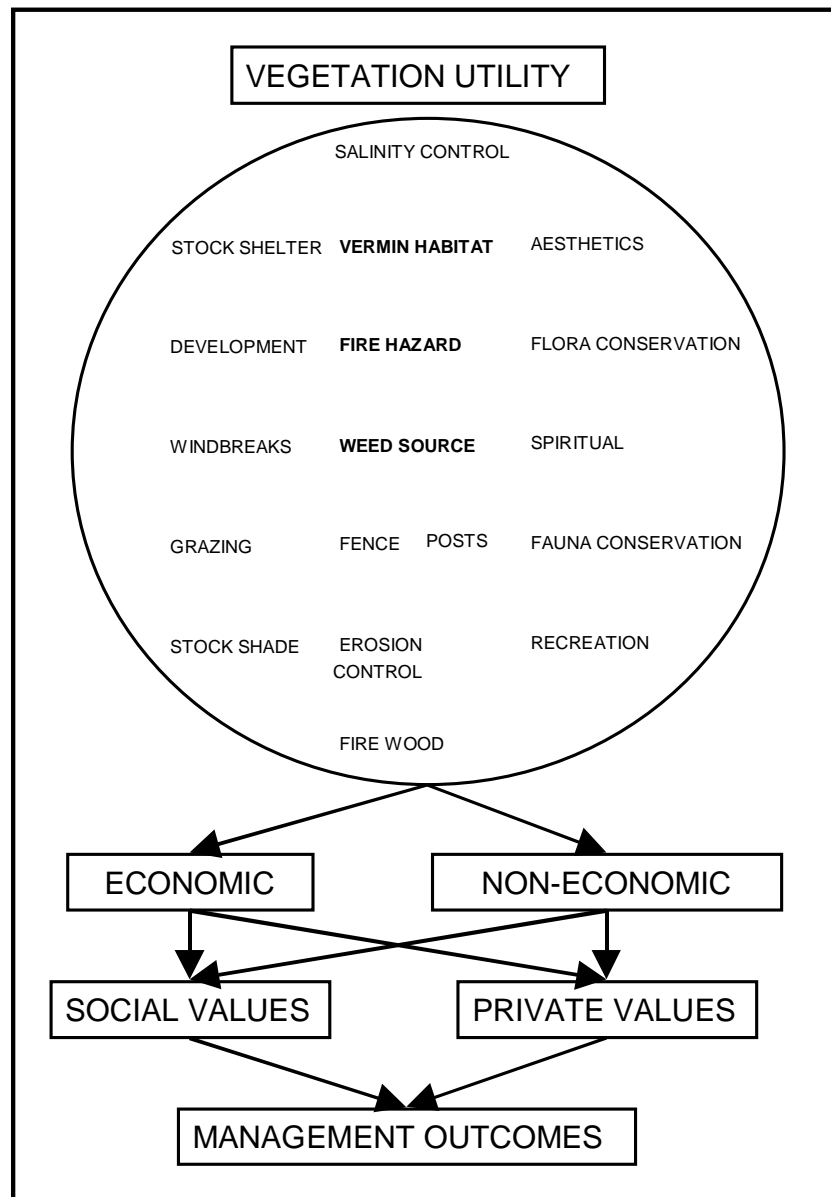 VEGETATION UTILITY
SALINITY CONTROL
STOCK SHELTER VERMIN HABITAT AESTHETICS
DEVELOPMENT FIRE HAZARD FLORA CONSERVATION
WINDBREAKS WEED SOURCE SPIRITUAL
GRAZING FENCE POSTS FAUNA CONSERVATION
STOCK SHADE EROSION RECREATION
CONTROL
FIRE WOOD
ECONOMIC NON-ECONOMIC
SOCIAL VALUES PRIVATE VALUES
MANAGEMENT OUTCOMES